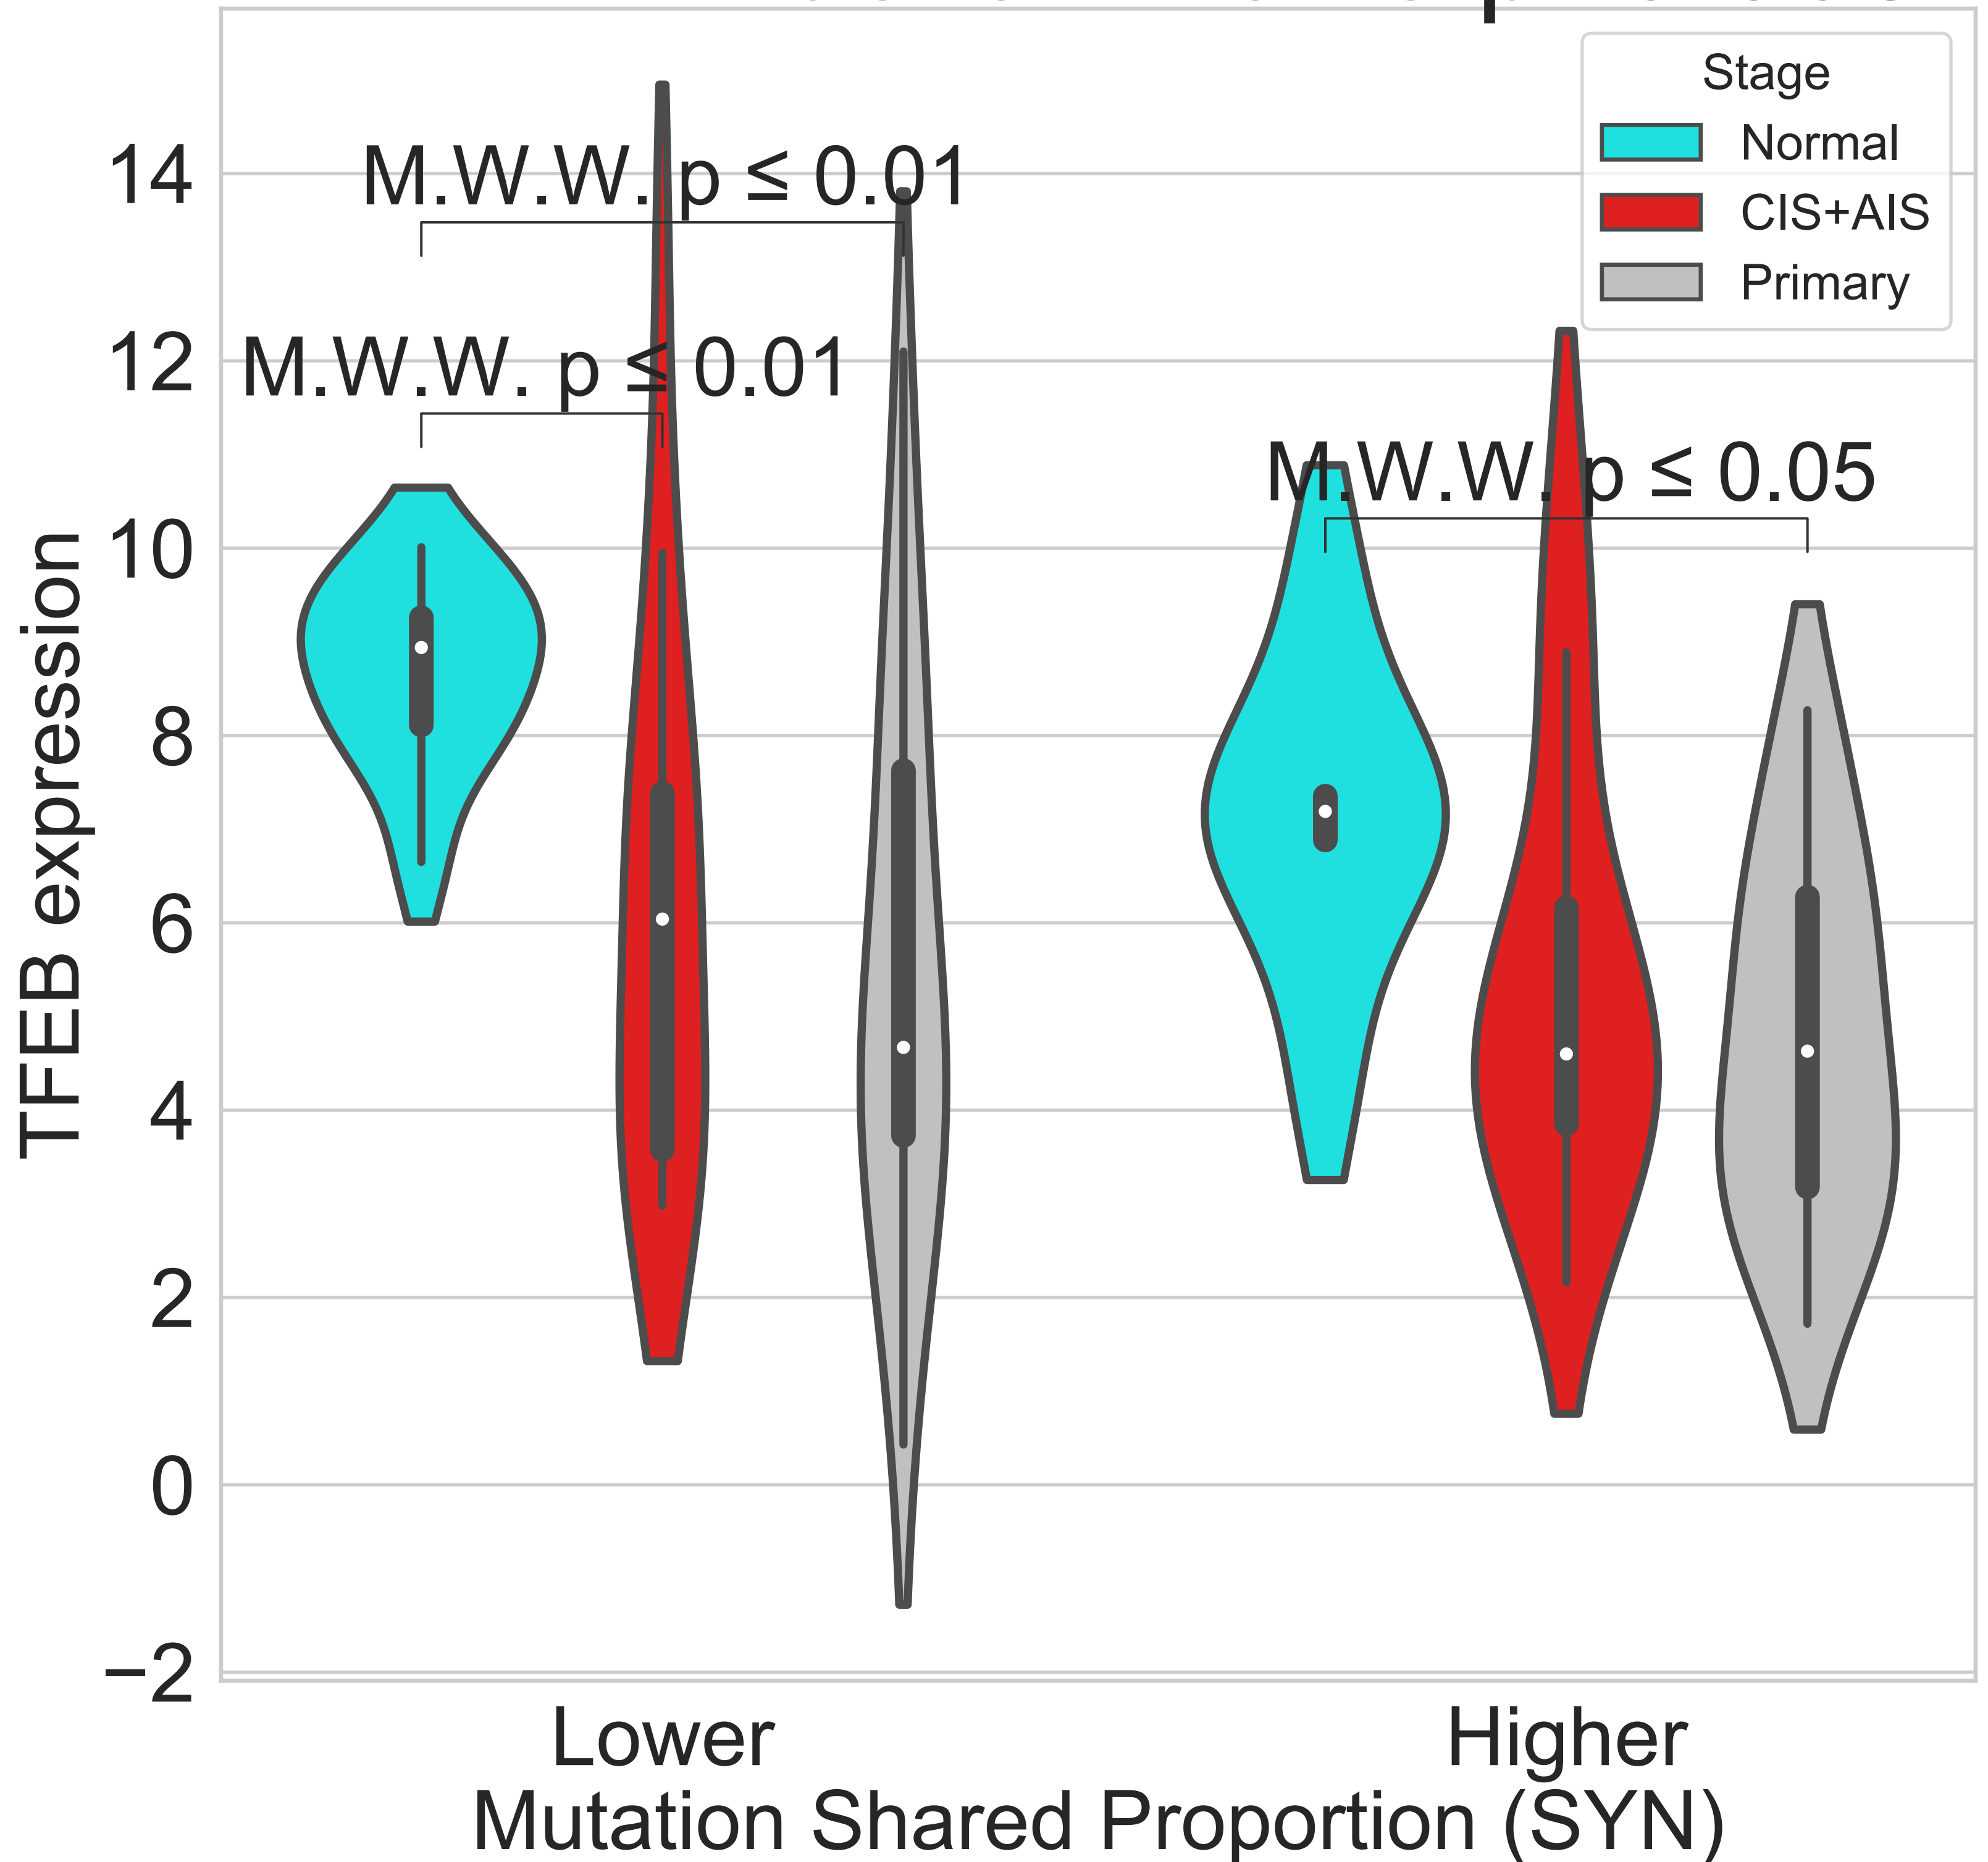 Stage
Normal
CIS+AIS
Primary
M.W.W. p ≤ 0.01
M.W.W. p ≤ 0.01
M.W.W. p ≤ 0.05
TFEB expression
14
12
10
8
6
4
2
0
−2
Lower
Higher
Mutation Shared Proportion (SYN)